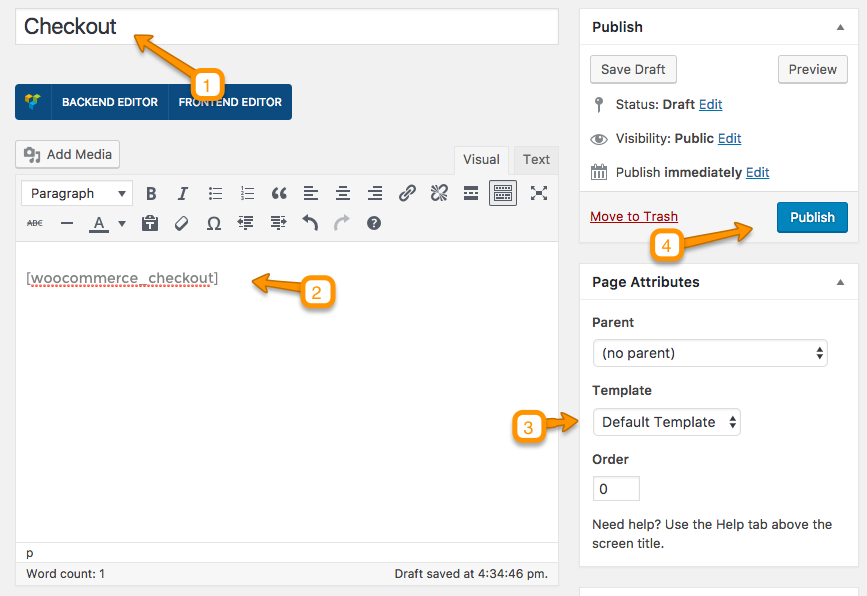 Checkout
1
BACKEND EDITOR FRONTEND EDITOR
Add Media
Visual Text
Paragraph
ABC
[woocommerce_checkout]
2
p
Word count: 1 Draft saved at 4:34:46 pm.
Publish
Save Draft Preview
Status: Draft Edit
Visibility: Public Edit
Publish immediately Edit
Move to Trash Publish
4
Page Attributes
Parent
(no parent)
Template
3
Default Template
Order
0
Need help? Use the Help tab above the
screen title.